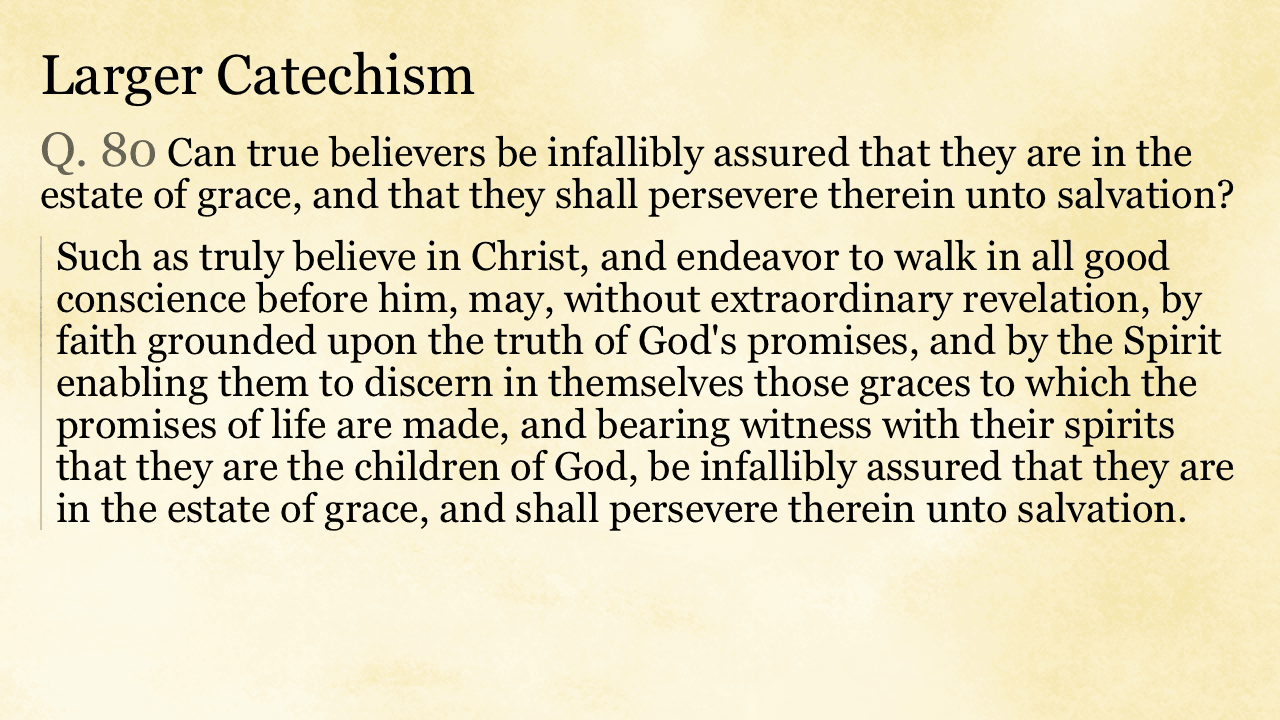 Larger Catechism
Q. 80 Can true believers be infallibly assured that they are in the
estate of grace, and that they shall persevere therein unto salvation?
Such as truly believe in Christ, and endeavor to walk in all good
conscience before him, may, without extraordinary revelation, by
faith grounded upon the truth of God's promises, and by the Spirit
enabling them to discern in themselves those graces to which the
promises of life are made, and bearing witness with their spirits
that they are the children of God, be infallibly assured that they are
in the estate of grace, and shall persevere therein unto salvation.